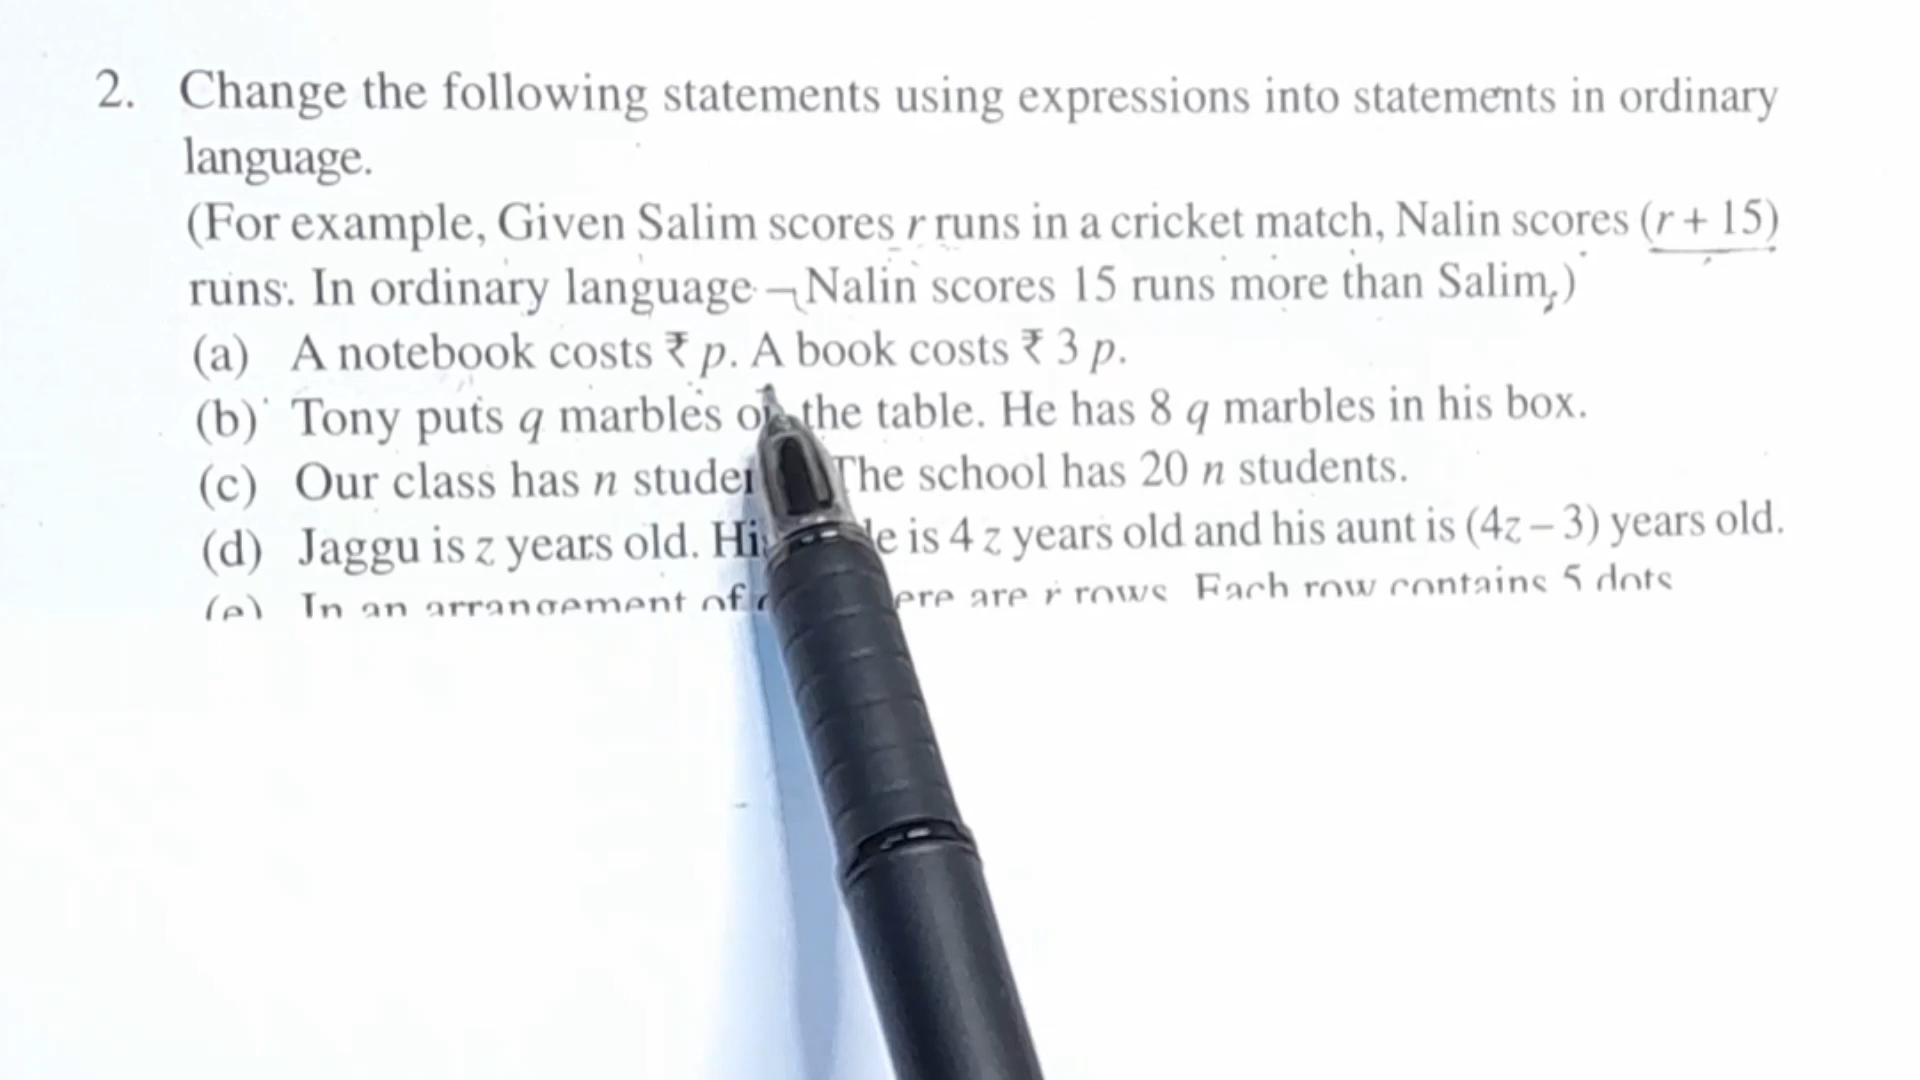 2. Change the following statements using expressions into statements in ordinary
language.
(For example, Given Salim scores r runs in a cricket match, Nalin scores (r + 15)
runs. In ordinary language – Nalin scores 15 runs more than Salim.)
(a) A notebook costs ₹ p. A book costs ₹ 3 p.
(b) Tony puts q marbles on the table. He has 8 q marbles in his box.
(c) Our class has n The school has 20 n students.
(d) Jaggu is z years old. is 4 z years old and his aunt is (4z – 3) years old.
(e) In an arrangement of are r rows. Each row contains 5 dots